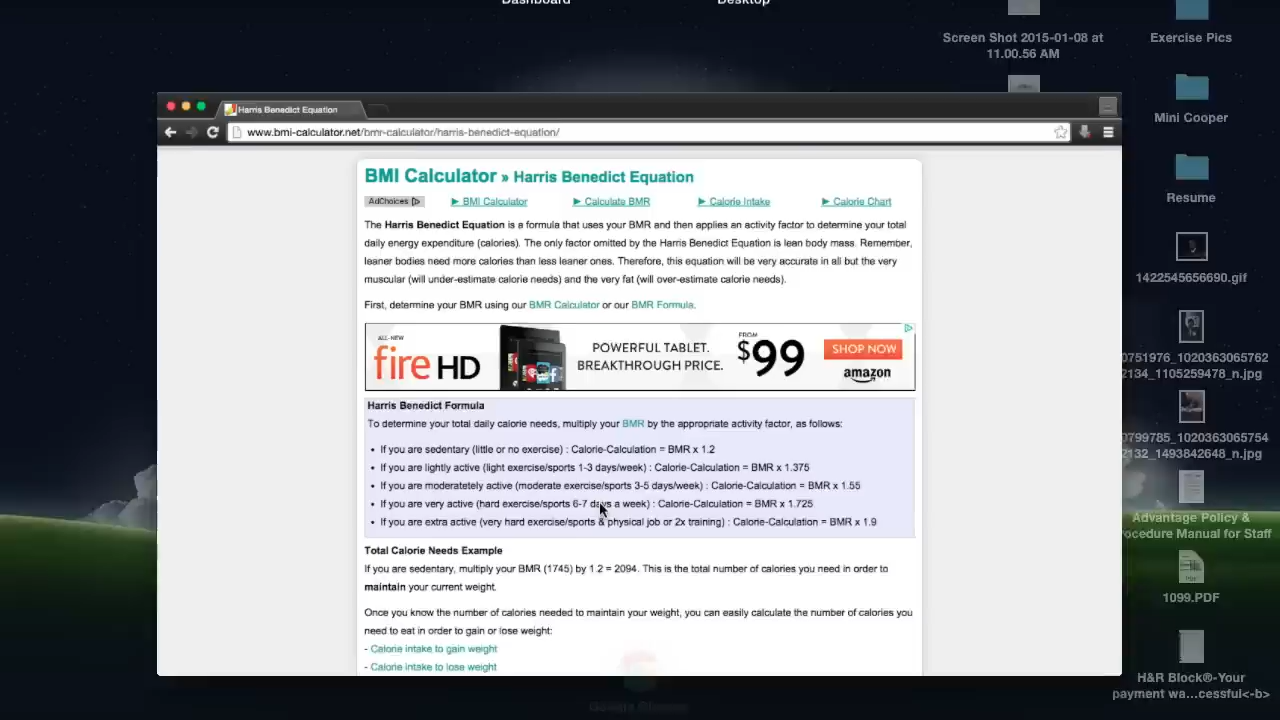 Dashboard
Desktop
Screen Shot 2015-01-08 at
11.00.56 AM
Exercise Pics
Mini Cooper
Resume
1422545656690.gif
0751976_1020363065762
2134_1105259478_n.jpg
0799785_1020363065754
2132_1493842648_n.jpg
Advantage Policy &
ocedure Manual for Staff
1099.PDF
H&R Block®-Your
payment wa...cessful<-b>
Harris Benedict Equation
www.bmi-calculator.net/bmr-calculator/harris-benedict-equation/
BMI Calculator » Harris Benedict Equation
AdChoices
BMI Calculator
Calculate BMR
Calorie Intake
Calorie Chart
The Harris Benedict Equation is a formula that uses your BMR and then applies an activity factor to determine your total
daily energy expenditure (calories). The only factor omitted by the Harris Benedict Equation is lean body mass. Remember,
leaner bodies need more calories than less leaner ones. Therefore, this equation will be very accurate in all but the very
muscular (will under-estimate calorie needs) and the very fat (will over-estimate calorie needs).
First, determine your BMR using our BMR Calculator or our BMR Formula.
ALL-NEW
fire HD
POWERFUL TABLET.
BREAKTHROUGH PRICE.
FROM
$99
SHOP NOW
amazon
Harris Benedict Formula
To determine your total daily calorie needs, multiply your BMR by the appropriate activity factor, as follows:
• If you are sedentary (little or no exercise) : Calorie-Calculation = BMR x 1.2
• If you are lightly active (light exercise/sports 1-3 days/week) : Calorie-Calculation = BMR x 1.375
• If you are moderatetely active (moderate exercise/sports 3-5 days/week) : Calorie-Calculation = BMR x 1.55
• If you are very active (hard exercise/sports 6-7 days a week) : Calorie-Calculation = BMR x 1.725
• If you are extra active (very hard exercise/sports & physical job or 2x training) : Calorie-Calculation = BMR x 1.9
Total Calorie Needs Example
If you are sedentary, multiply your BMR (1745) by 1.2 = 2094. This is the total number of calories you need in order to
maintain your current weight.
Once you know the number of calories needed to maintain your weight, you can easily calculate the number of calories you
need to eat in order to gain or lose weight:
- Calorie intake to gain weight
- Calorie intake to lose weight